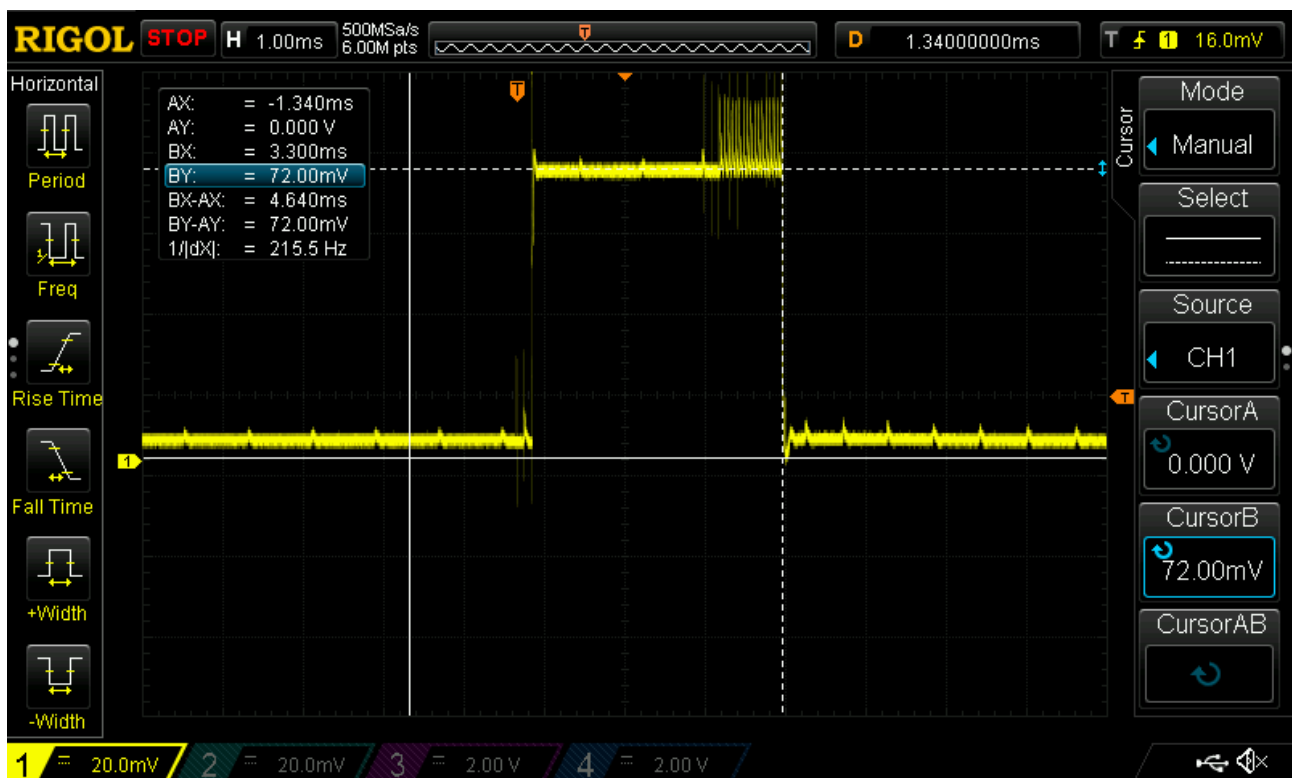 RIGOL STOP H 1.00ms 500MSa/s 6.00M pts D 1.34000000ms T 1 16.0mV
Horizontal
Period
Freq
Rise Time
Fall Time
+Width
-Width
T
AX: = -1.340ms
AY: = 0.000 V
BX: = 3.300ms
BY: = 72.00mV
BX-AX: = 4.640ms
BY-AY: = 72.00mV
1/|dX|: = 215.5 Hz
T
1
T
Cursor
Mode
Manual
Select
Source
CH1
CursorA
0.000 V
CursorB
72.00mV
CursorAB
1 20.0mV 2 20.0mV 3 2.00 V 4 2.00 V